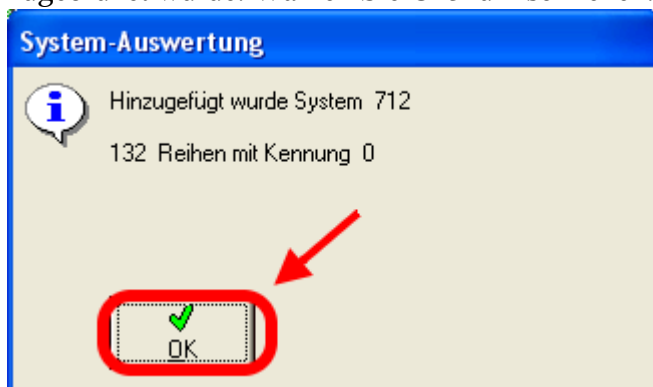 System-Auswertung
Hinzugefügt wurde System 712
132 Reihen mit Kennung 0
OK